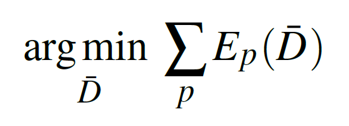 arg min ∑ E_p(D̄)
D̄ p